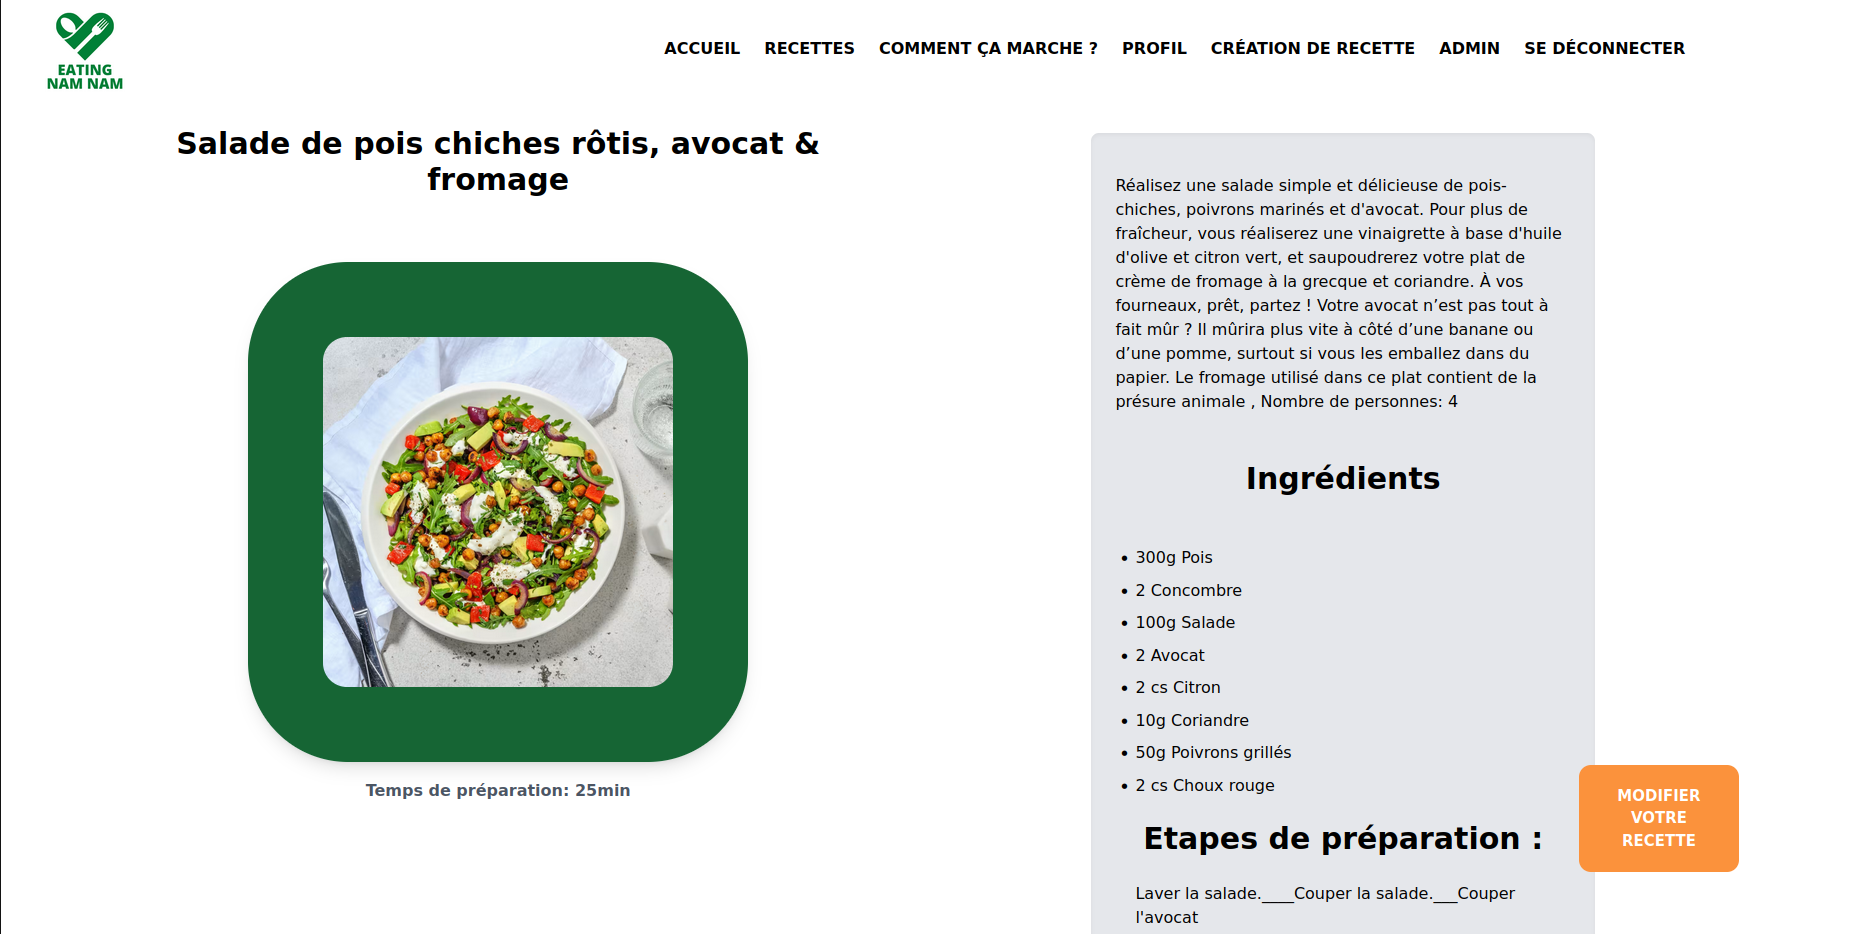 EATING
NAM NAM
ACCUEIL RECETTES COMMENT ÇA MARCHE ? PROFIL CRÉATION DE RECETTE ADMIN SE DÉCONNECTER
Salade de pois chiches rôtis, avocat &
fromage
Temps de préparation: 25min
Réalisez une salade simple et délicieuse de pois-
chiches, poivrons marinés et d'avocat. Pour plus de
fraîcheur, vous réaliserez une vinaigrette à base d'huile
d'olive et citron vert, et saupoudrerez votre plat de
crème de fromage à la grecque et coriandre. À vos
fourneaux, prêt, partez ! Votre avocat n’est pas tout à
fait mûr ? Il mûrira plus vite à côté d’une banane ou
d’une pomme, surtout si vous les emballez dans du
papier. Le fromage utilisé dans ce plat contient de la
présure animale , Nombre de personnes: 4
Ingrédients
• 300g Pois
• 2 Concombre
• 100g Salade
• 2 Avocat
• 2 cs Citron
• 10g Coriandre
• 50g Poivrons grillés
• 2 cs Choux rouge
Etapes de préparation :
Laver la salade.____Couper la salade.___Couper
l'avocat
MODIFIER
VOTRE
RECETTE